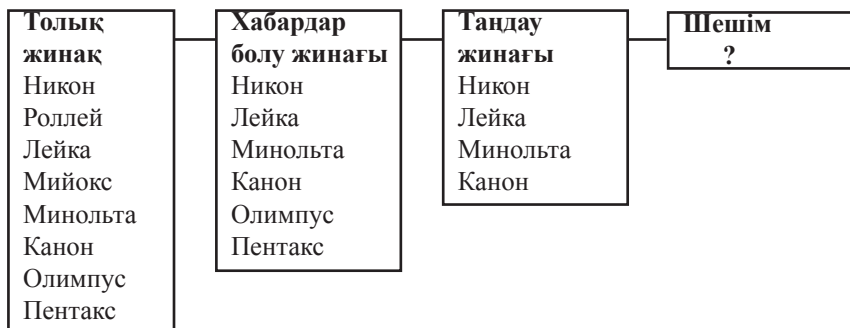 Толық
жинақ
Никон
Роллей
Лейка
Мийокс
Минольта
Канон
Олимпус
Пентакс
Хабардар
болу жинағы
Никон
Лейка
Минольта
Канон
Олимпус
Пентакс
Таңдау
жинағы
Никон
Лейка
Минольта
Канон
Шешім
?